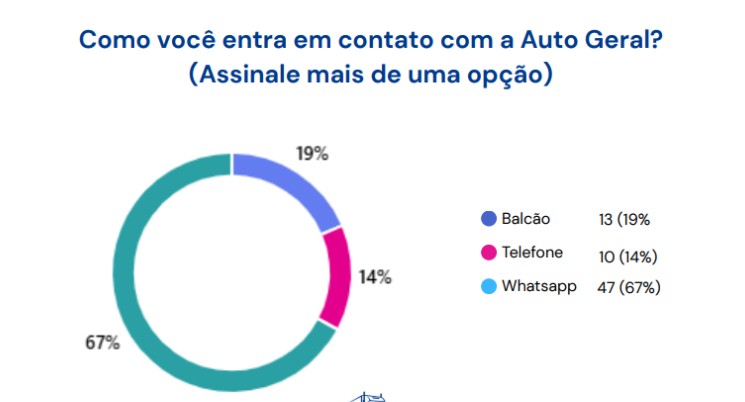 Como você entra em contato com a Auto Geral?
(Assinale mais de uma opção)
19%
14%
67%
Balcão 13 (19%
Telefone 10 (14%)
Whatsapp 47 (67%)